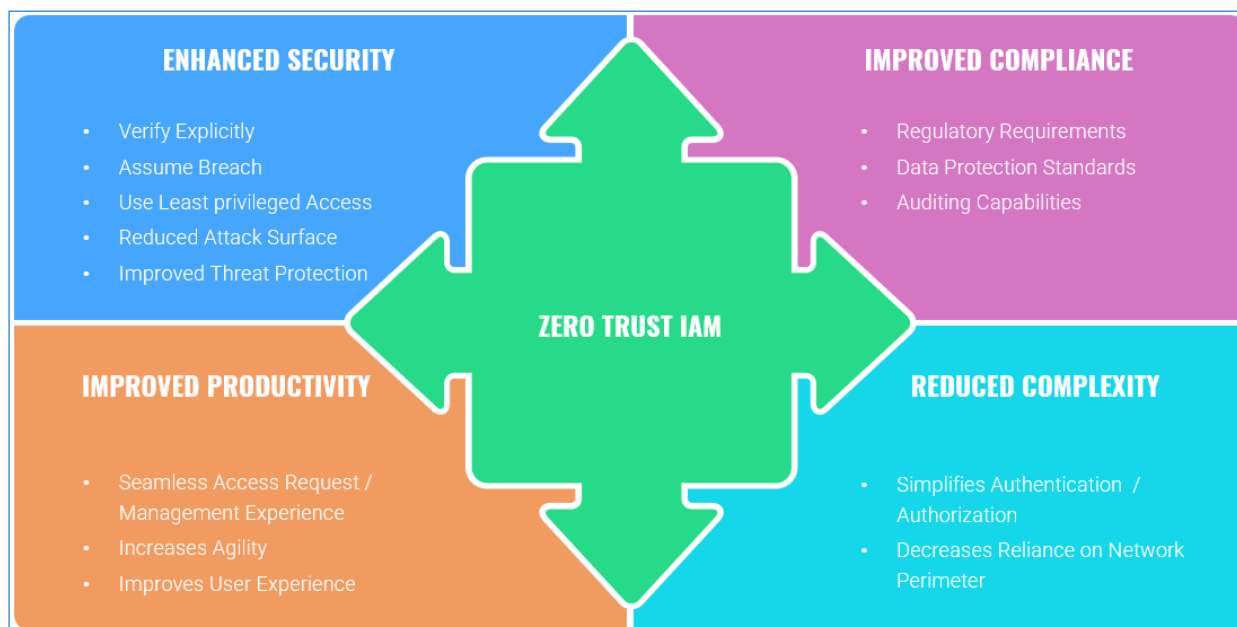 ENHANCED SECURITY
• Verify Explicitly
• Assume Breach
• Use Least privileged Access
• Reduced Attack Surface
• Improved Threat Protection
IMPROVED COMPLIANCE
• Regulatory Requirements
• Data Protection Standards
• Auditing Capabilities
ZERO TRUST IAM
IMPROVED PRODUCTIVITY
• Seamless Access Request /
Management Experience
• Increases Agility
• Improves User Experience
REDUCED COMPLEXITY
• Simplifies Authentication /
Authorization
• Decreases Reliance on Network
Perimeter